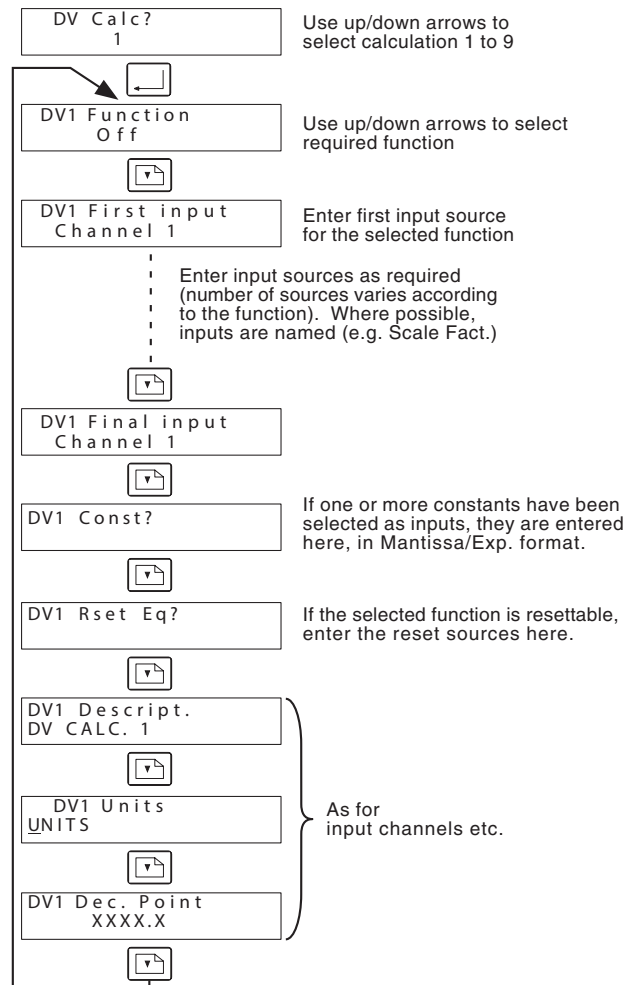 DV Calc?
1
Use up/down arrows to
select calculation 1 to 9
DV1 Function
Off
Use up/down arrows to select
required function
DV1 First input
Channel 1
Enter first input source
for the selected function
Enter input sources as required
(number of sources varies according
to the function). Where possible,
inputs are named (e.g. Scale Fact.)
DV1 Final input
Channel 1
DV1 Const?
If one or more constants have been
selected as inputs, they are entered
here, in Mantissa/Exp. format.
DV1 Rset Eq?
If the selected function is resettable,
enter the reset sources here.
DV1 Descript.
DV CALC. 1
DV1 Units
UNITS
As for
input channels etc.
DV1 Dec. Point
XXXX.X